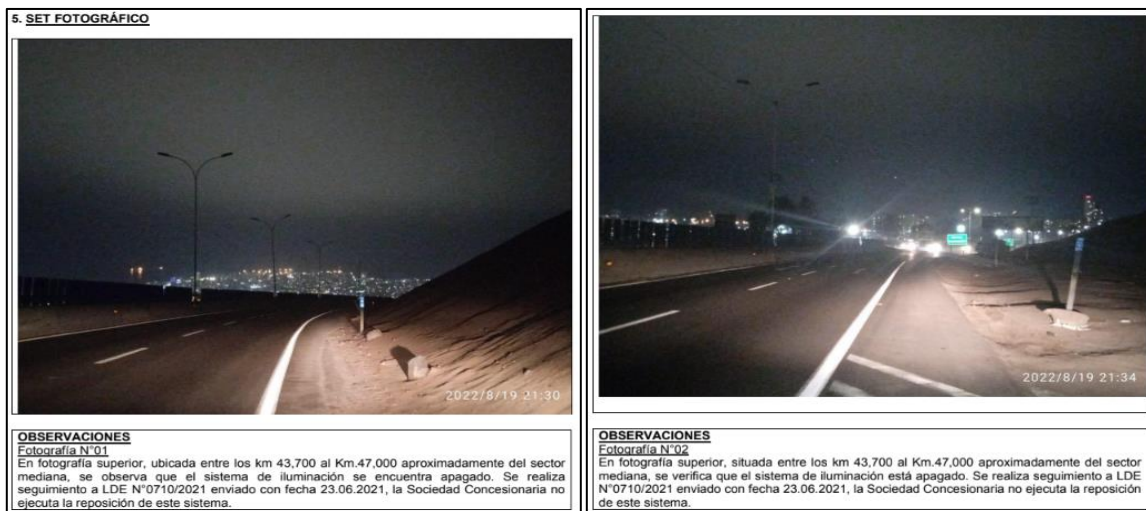 5. SET FOTOGRÁFICO
2022/8/19 21:30
OBSERVACIONES
Fotografía N°01
En fotografía superior, ubicada entre los km 43,700 al Km.47,000 aproximadamente del sector
mediana, se observa que el sistema de iluminación se encuentra apagado. Se realiza
seguimiento a LDE N°0710/2021 enviado con fecha 23.06.2021, la Sociedad Concesionaria no
ejecuta la reposición de este sistema.
2022/8/19 21:34
OBSERVACIONES
Fotografía N°02
En fotografía superior, situada entre los km 43,700 al Km.47,000 aproximadamente del sector
mediana, se verifica que el sistema de iluminación está apagado. Se realiza seguimiento a LDE
N°0710/2021 enviado con fecha 23.06.2021, la Sociedad Concesionaria no ejecuta la reposición
de este sistema.